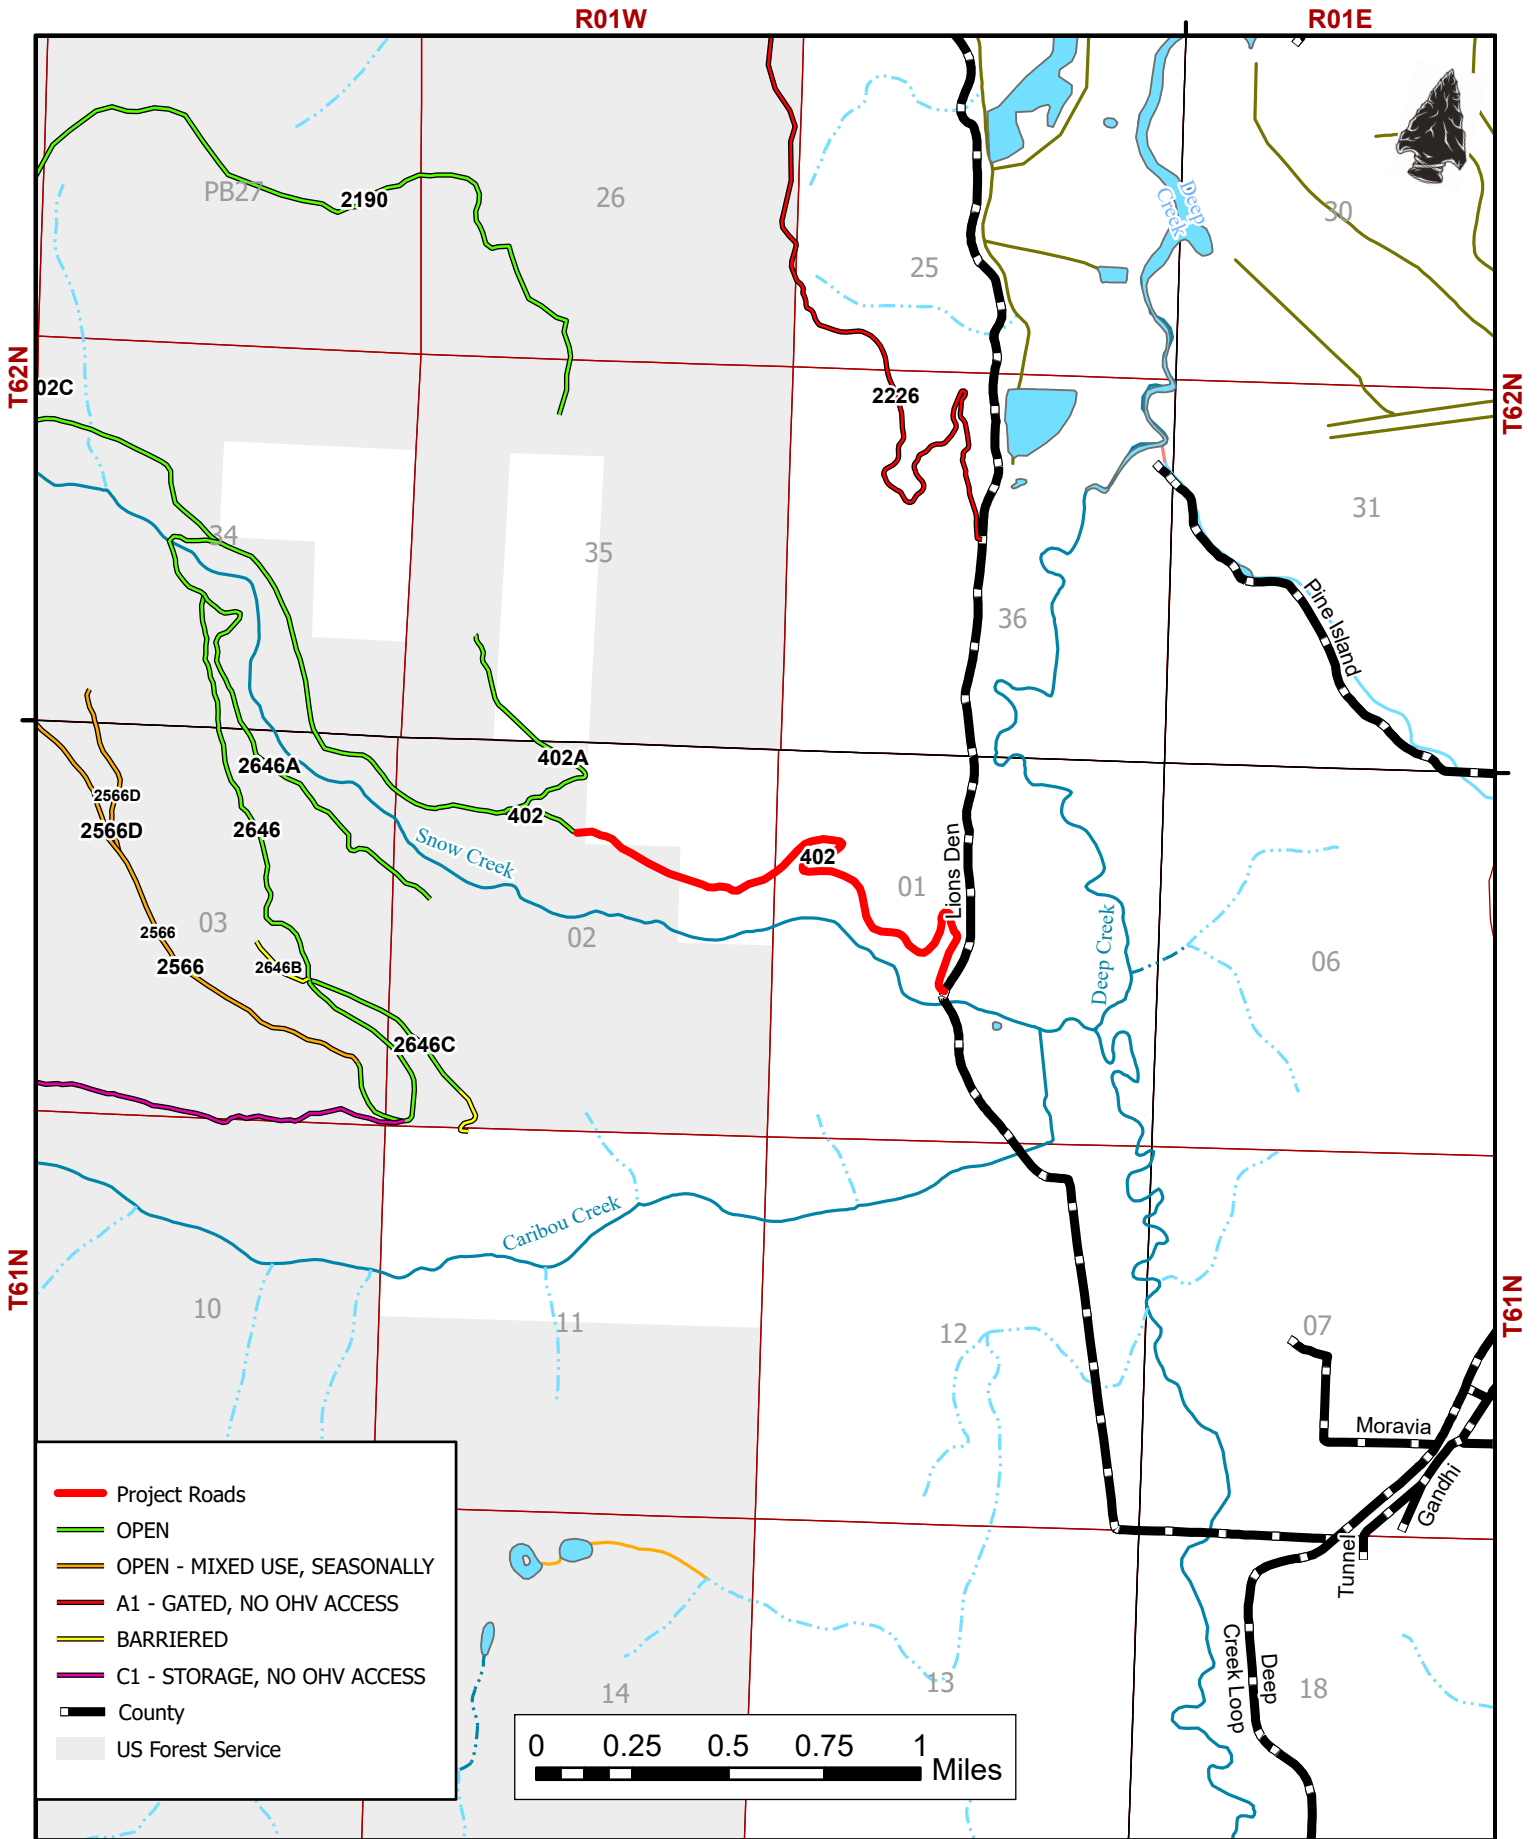 R01W
R01E
PB27
2190
26
Deep
Creek
30
25
T62N
T62N
02C
2226
34
35
31
36
Pine Island
402A
2646A
402
2566D
2566D
2646
Snow Creek
402
Lions Den
01
03
02
2566
2566
2646B
Deep Creek
06
2646C
Caribou Creek
T61N
T61N
10
11
12
07
Moravia
Gandhi
Tunnel
Project Roads
OPEN
OPEN - MIXED USE, SEASONALLY
A1 - GATED, NO OHV ACCESS
BARRIERED
C1 - STORAGE, NO OHV ACCESS
County
US Forest Service
14
13
Deep
Creek Loop
18
0 0.25 0.5 0.75 1
Miles